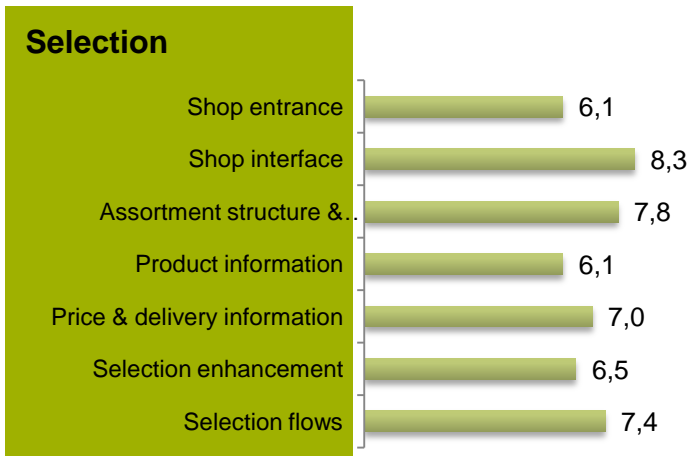 Selection
Shop entrance 6,1
Shop interface 8,3
Assortment structure &.. 7,8
Product information 6,1
Price & delivery information 7,0
Selection enhancement 6,5
Selection flows 7,4